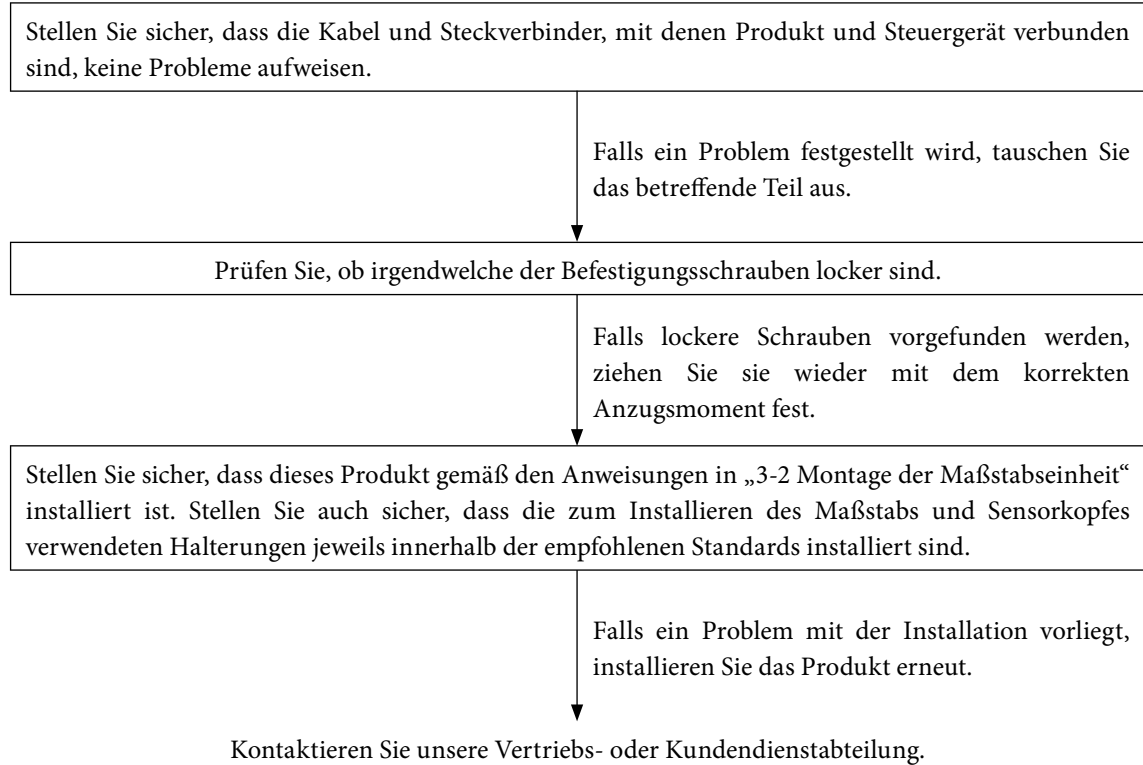 Stellen Sie sicher, dass die Kabel und Steckverbinder, mit denen Produkt und Steuergerät verbunden
sind, keine Probleme aufweisen.
Falls ein Problem festgestellt wird, tauschen Sie
das betreffende Teil aus.
Prüfen Sie, ob irgendwelche der Befestigungsschrauben locker sind.
Falls lockere Schrauben vorgefunden werden,
ziehen Sie sie wieder mit dem korrekten
Anzugsmoment fest.
Stellen Sie sicher, dass dieses Produkt gemäß den Anweisungen in „3-2 Montage der Maßstabseinheit“
installiert ist. Stellen Sie auch sicher, dass die zum Installieren des Maßstabs und Sensorkopfes
verwendeten Halterungen jeweils innerhalb der empfohlenen Standards installiert sind.
Falls ein Problem mit der Installation vorliegt,
installieren Sie das Produkt erneut.
Kontaktieren Sie unsere Vertriebs- oder Kundendienstabteilung.